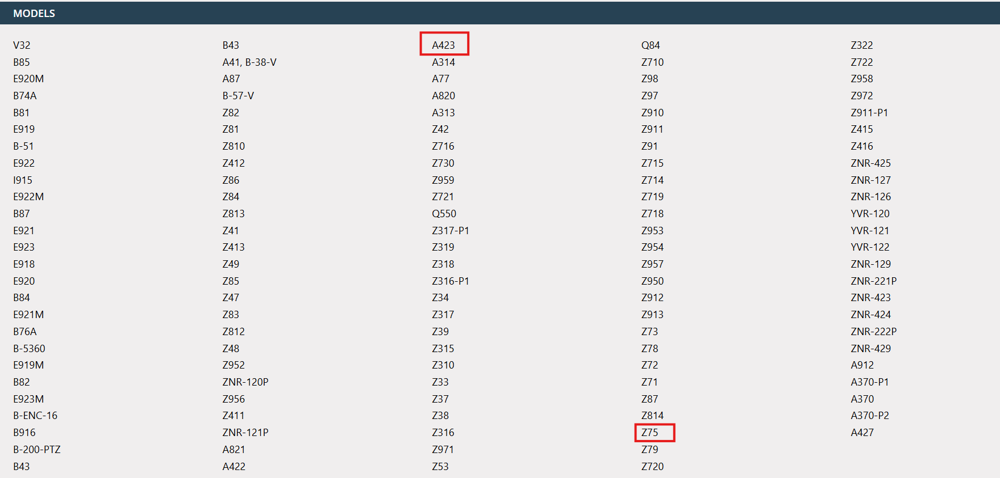 MODELS
V32
B85
E920M
B74A
B81
E919
B-51
E922
I915
E922M
B87
E921
E923
E918
E920
B84
E921M
B76A
B-5360
E919M
B82
E923M
B-ENC-16
B916
B-200-PTZ
B43
B43
A41, B-38-V
A87
B-57-V
Z82
Z81
Z810
Z412
Z86
Z84
Z813
Z41
Z413
Z49
Z85
Z47
Z83
Z812
Z48
Z952
ZNR-120P
Z956
Z411
ZNR-121P
A821
A422
A423
A314
A77
A820
A313
Z42
Z716
Z730
Z959
Z721
Q550
Z317-P1
Z319
Z318
Z316-P1
Z34
Z317
Z39
Z315
Z310
Z33
Z37
Z38
Z316
Z971
Z53
Q84
Z710
Z98
Z97
Z910
Z911
Z91
Z715
Z714
Z719
Z718
Z953
Z954
Z957
Z950
Z912
Z913
Z73
Z78
Z72
Z71
Z87
Z814
Z75
Z79
Z720
Z322
Z722
Z958
Z972
Z911-P1
Z415
Z416
ZNR-425
ZNR-127
ZNR-126
YVR-120
YVR-121
YVR-122
ZNR-129
ZNR-221P
ZNR-423
ZNR-424
ZNR-222P
ZNR-429
A912
A370-P1
A370
A370-P2
A427